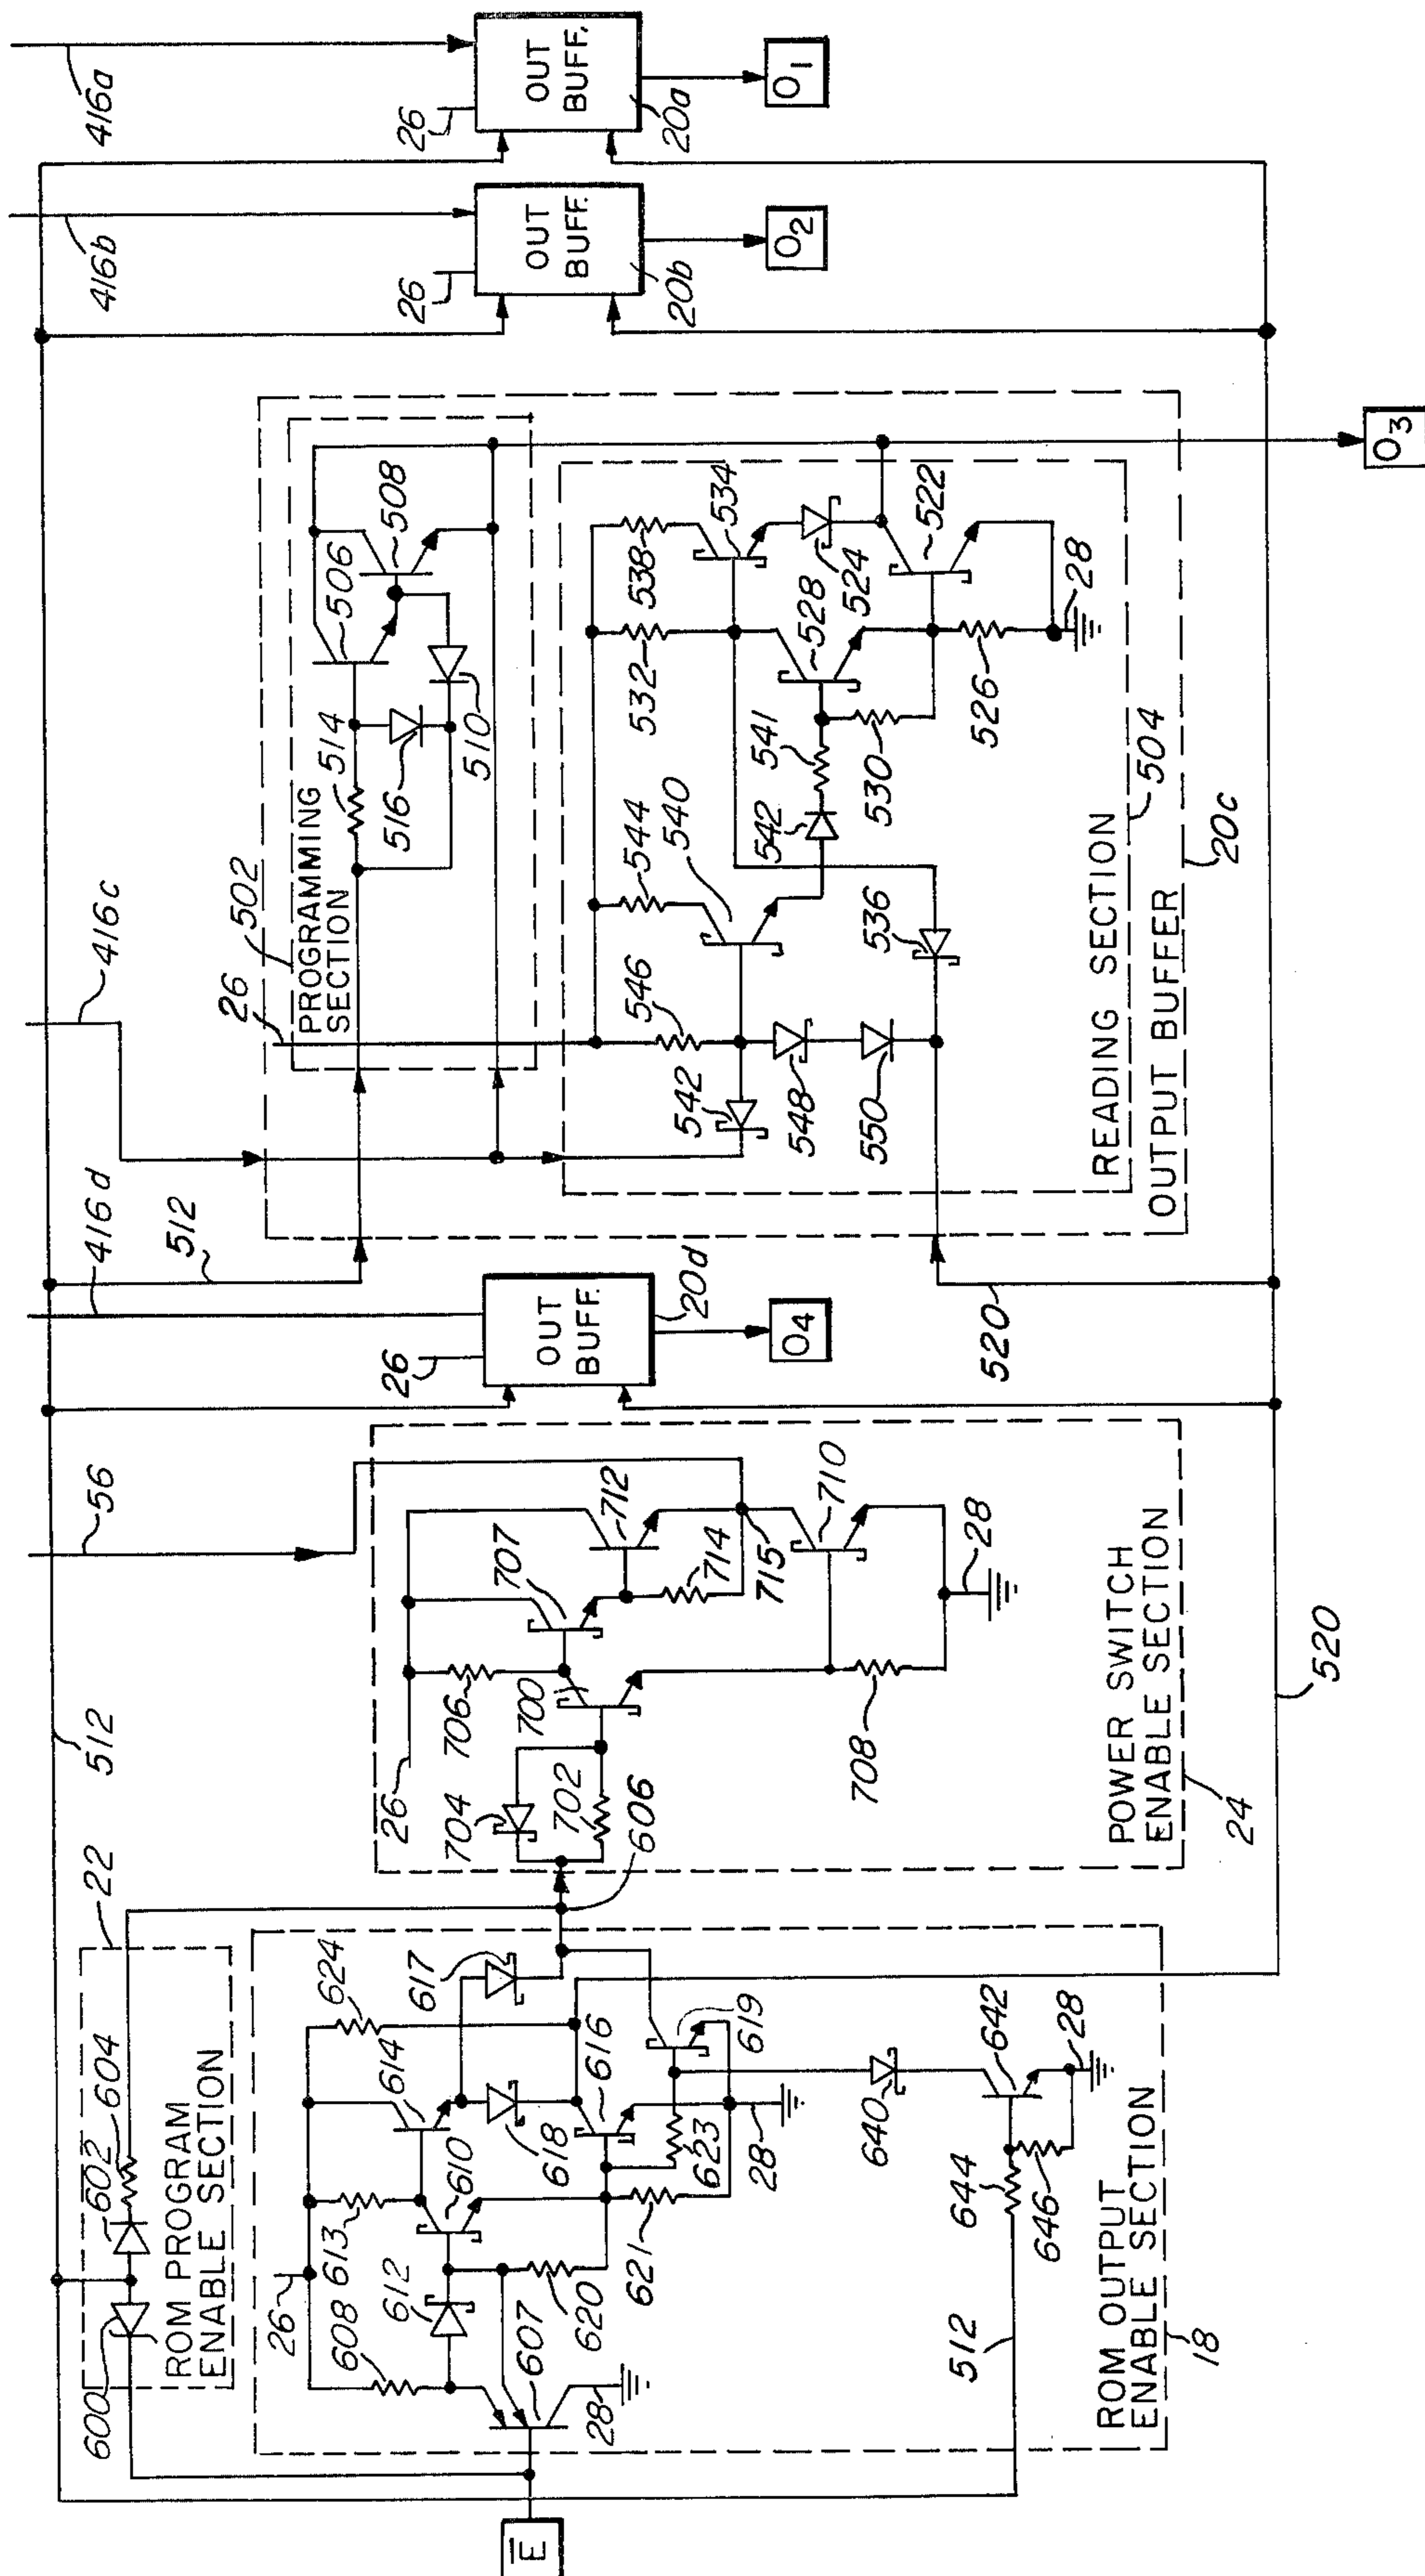 416a
26
OUT
BUFF.
20a
O1
416b
26
OUT
BUFF.
20b
O2
416c
26
502
PROGRAMMING
SECTION
514
506
508
516
510
544
540
546
542
532
538
534
528
524
522
541
542
530
526
28
548
550
536
504
READING SECTION
20c
OUTPUT BUFFER
O3
416d
512
26
OUT
BUFF.
20d
O4
520
56
512
26
706
707
712
700
714
704
702
715
710
606
708
28
POWER SWITCH
ENABLE SECTION
24
520
22
600
602
604
ROM PROGRAM
ENABLE SECTION
26
608
613
614
624
617
612
610
618
616
607
620
621
623
619
28
28
640
642
644
646
28
512
ROM OUTPUT
ENABLE SECTION
18
E̅